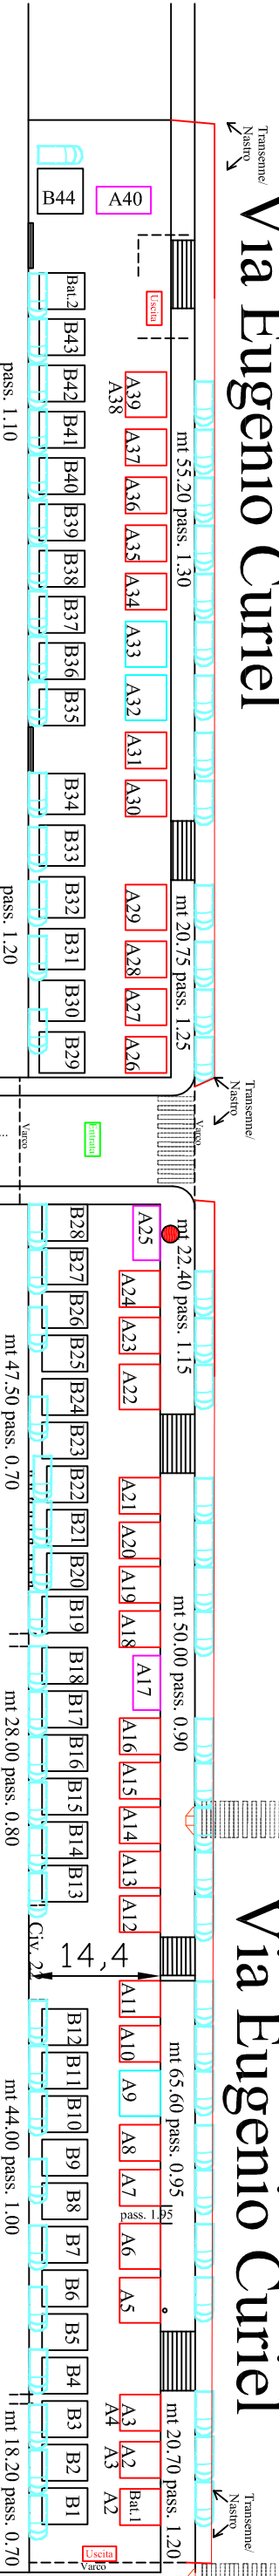 Transenne/
Nastro
Via Eugenio Curiel
B44
A40
Uscita
Bat.2
B43
B42
B41
B40
B39
B38
B37
B36
B35
B34
B33
B32
B31
B30
B29
A39
A38
A37
A36
A35
A34
A33
A32
A31
A30
A29
A28
A27
A26
mt 55.20 pass. 1.30
mt 20.75 pass. 1.25
pass. 1.10
pass. 1.20
Transenne/
Nastro
Varco
Entrata
Varco
mt 22.40 pass. 1.15
A25
A24
A23
A22
A21
A20
A19
A18
A17
A16
A15
A14
A13
A12
B28
B27
B26
B25
B24
B23
B22
B21
B20
B19
B18
B17
B16
B15
B14
B13
mt 47.50 pass. 0.70
mt 50.00 pass. 0.90
mt 28.00 pass. 0.80
14,4
Via Eugenio Curiel
A11
A10
A9
A8
A7
A6
A5
A3
A4
A2
A3
Bat.1
A2
mt 65.60 pass. 0.95
pass. 1.95
mt 20.70 pass. 1.20
B12
B11
B10
B9
B8
B7
B6
B5
B4
B3
B2
B1
mt 44.00 pass. 1.00
mt 18.20 pass. 0.70
Transenne/
Nastro
Uscita
Varco